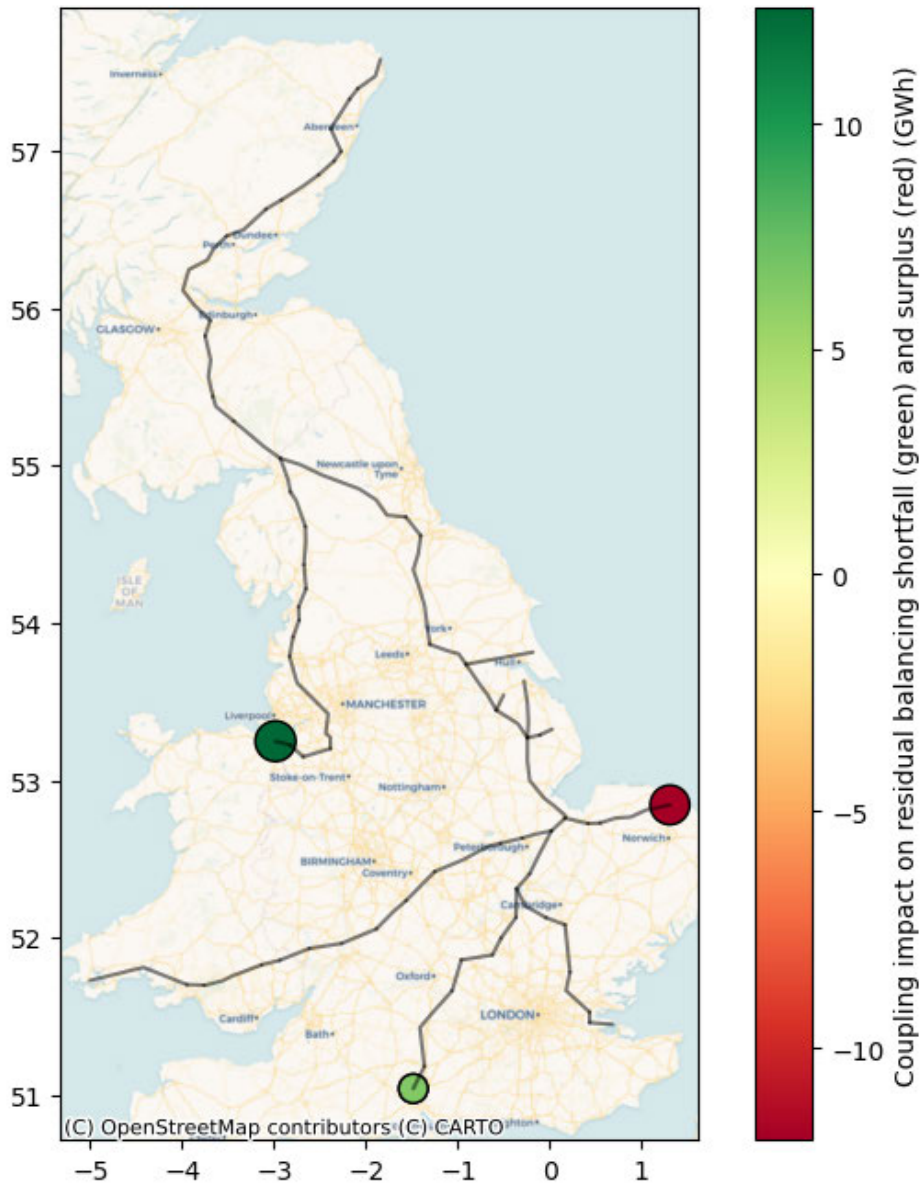 Inverness
Aberdeen
57
Dundee
Perth
56
Edinburgh
GLASGOW
55
Newcastle upon
Tyne
ISLE
OF
MAN
54
York
Leeds
Hull
MANCHESTER
Liverpool
53
Stoke-on-Trent
Nottingham
Norwich
Peterborough
BIRMINGHAM
Coventry
Cambridge
52
Oxford
Cardiff
LONDON
Bath
51
(C) OpenStreetMap contributors (C) CARTO
−5 −4 −3 −2 −1 0 1
10
5
0
−5
−10
Coupling impact on residual balancing shortfall (green) and surplus (red) (GWh)